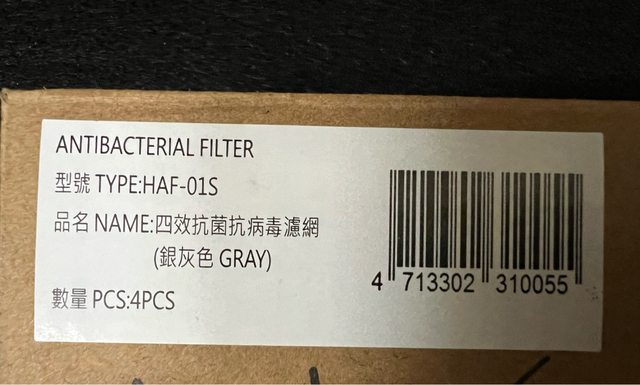 ANTIBACTERIAL FILTER
型號 TYPE:HAF-01S
品名 NAME:四效抗菌抗病毒濾網
(銀灰色 GRAY)
數量 PCS:4PCS
4 713302 310055